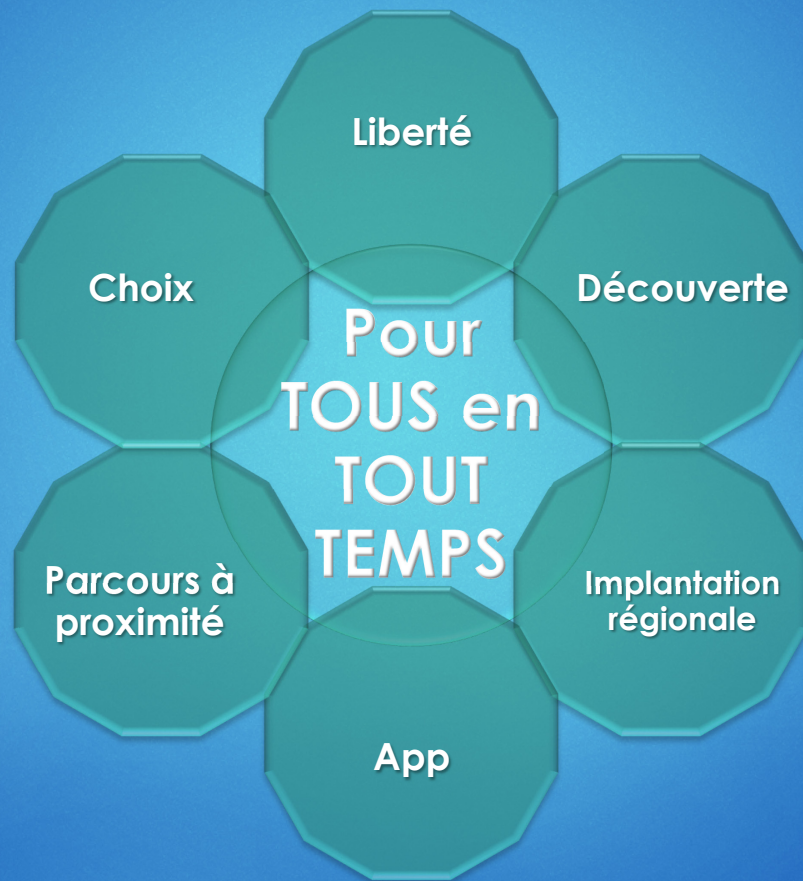 Liberté
Choix
Découverte
Pour
TOUS en
TOUT
TEMPS
Parcours à
proximité
Implantation
régionale
App